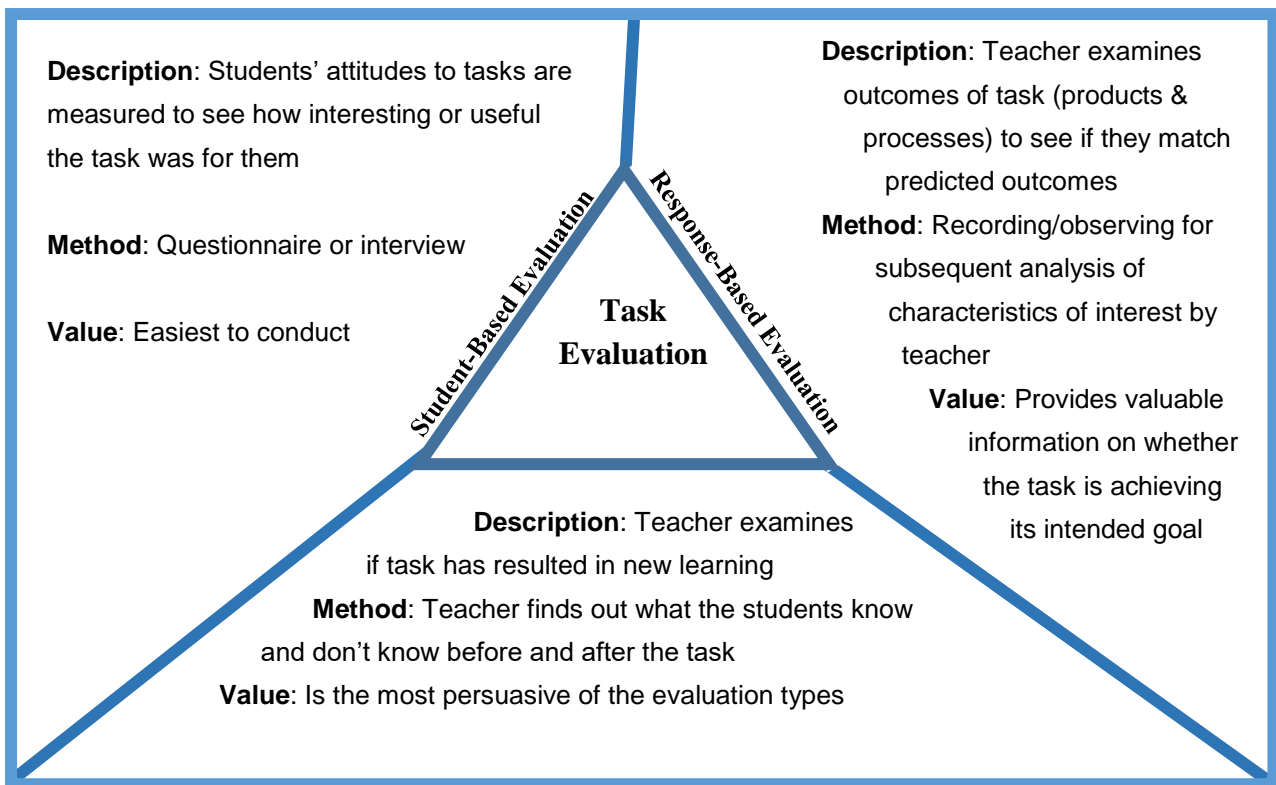 Description: Students’ attitudes to tasks are
measured to see how interesting or useful
the task was for them
Method: Questionnaire or interview
Value: Easiest to conduct
Student-Based Evaluation
Task
Evaluation
Response-Based Evaluation
Description: Teacher examines
outcomes of task (products &
processes) to see if they match
predicted outcomes
Method: Recording/observing for
subsequent analysis of
characteristics of interest by
teacher
Value: Provides valuable
information on whether
the task is achieving
its intended goal
Description: Teacher examines
if task has resulted in new learning
Method: Teacher finds out what the students know
and don’t know before and after the task
Value: Is the most persuasive of the evaluation types